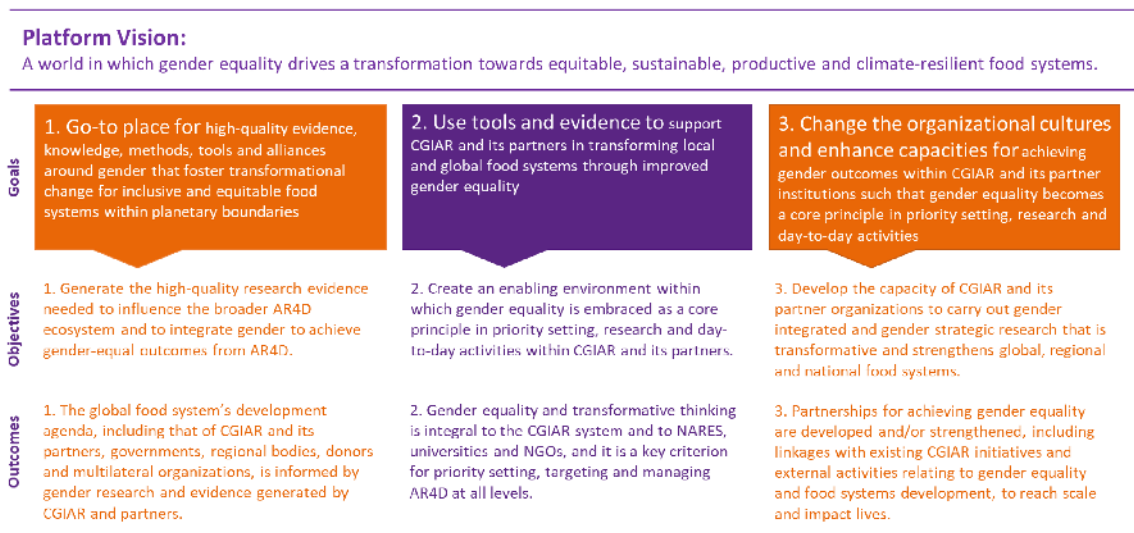 Platform Vision:
A world in which gender equality drives a transformation towards equitable, sustainable, productive and climate-resilient food systems.
Goals
1. Go-to place for high-quality evidence,
knowledge, methods, tools and alliances
around gender that foster transformational
change for inclusive and equitable food
systems within planetary boundaries
2. Use tools and evidence to support
CGIAR and its partners in transforming local
and global food systems through improved
gender equality
3. Change the organizational cultures
and enhance capacities for achieving
gender outcomes within CGIAR and its partner
institutions such that gender equality becomes
a core principle in priority setting, research and
day-to-day activities
Objectives
1. Generate the high-quality research evidence
needed to influence the broader AR4D
ecosystem and to integrate gender to achieve
gender-equal outcomes from AR4D.
2. Create an enabling environment within
which gender equality is embraced as a core
principle in priority setting, research and day-
to-day activities within CGIAR and its partners.
3. Develop the capacity of CGIAR and its
partner organizations to carry out gender
integrated and gender strategic research that is
transformative and strengthens global, regional
and national food systems.
Outcomes
1. The global food system's development
agenda, including that of CGIAR and its
partners, governments, regional bodies, donors
and multilateral organizations, is informed by
gender research and evidence generated by
CGIAR and partners.
2. Gender equality and transformative thinking
is integral to the CGIAR system and to NARES,
universities and NGOs, and it is a key criterion
for priority setting, targeting and managing
AR4D at all levels.
3. Partnerships for achieving gender equality
are developed and/or strengthened, including
linkages with existing CGIAR initiatives and
external activities relating to gender equality
and food systems development, to reach scale
and impact lives.